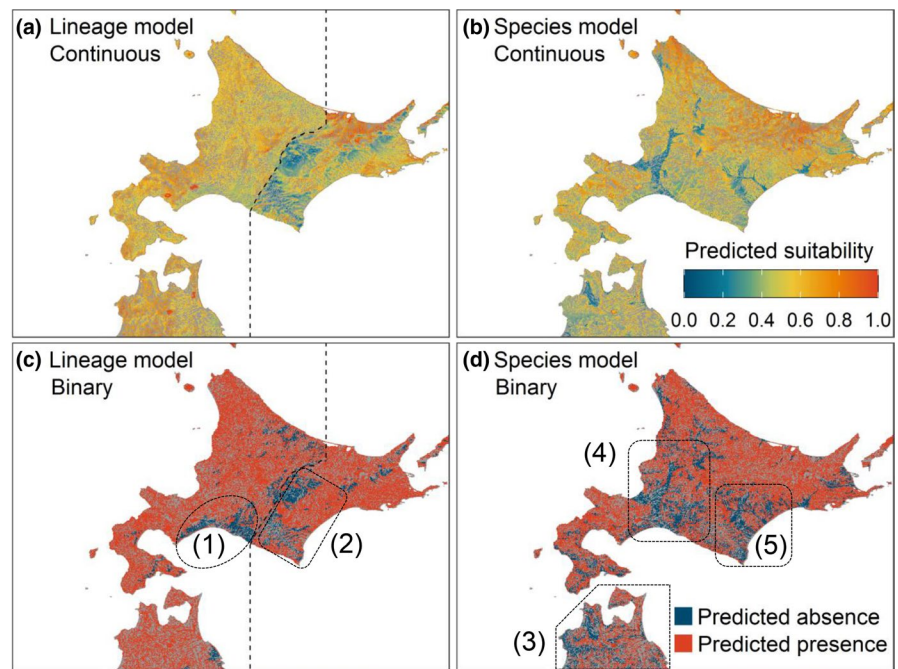 (a) Lineage model
Continuous
(b) Species model
Continuous
Predicted suitability
0.0 0.2 0.4 0.6 0.8 1.0
(c) Lineage model
Binary
(1)
(2)
(d) Species model
Binary
(4)
(5)
(3)
Predicted absence
Predicted presence